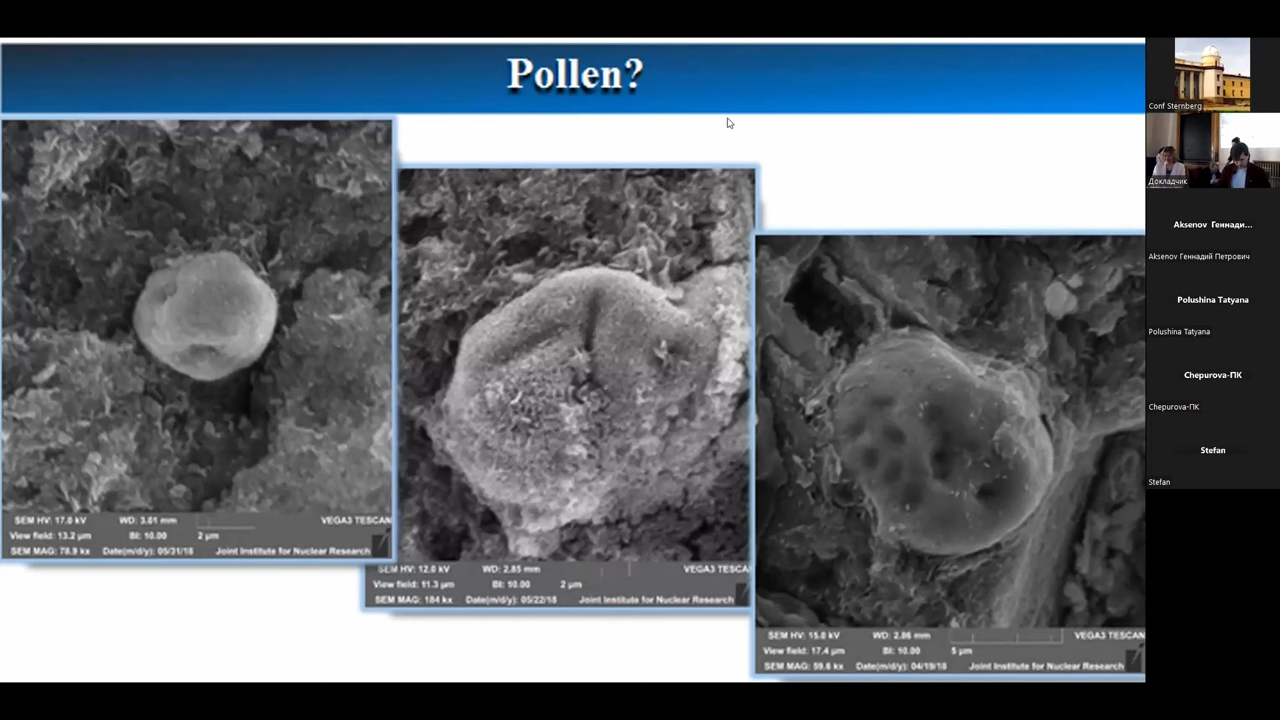 Pollen?
SEM HV: 17.0 kV WD: 3.01 mm VEGA3 TESCAN
View field: 13.2 µm BI: 10.00 2 µm
SEM MAG: 78.9 kx Date(m/d/y): 05/31/18 Joint Institute for Nuclear Research
SEM HV: 12.0 kV WD: 2.85 mm VEGA3 TESCAN
View field: 11.3 µm BI: 10.00 2 µm
SEM MAG: 184 kx Date(m/d/y): 05/22/18 Joint Institute for Nuclear Research
SEM HV: 15.0 kV WD: 2.86 mm VEGA3 TESCAN
View field: 17.4 µm BI: 10.00 5 µm
SEM MAG: 59.6 kx Date(m/d/y): 04/19/18 Joint Institute for Nuclear Research
Conf Sternberg
Докладчик
Aksenov Геннади...
Aksenov Геннадий Петрович
Polushina Tatyana
Polushina Tatyana
Chepurova-ПК
Chepurova-ПК
Stefan
Stefan